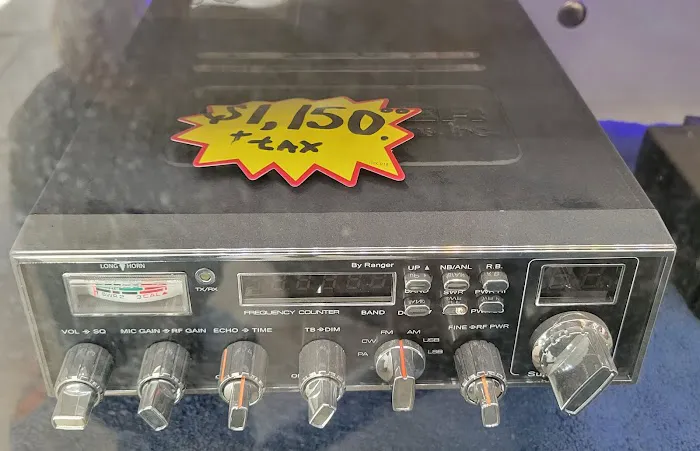 $1,150.00
+ tax
LONG HORN
By Ranger
UP ▲
NB/ANL
R.B.
TX/RX
FREQUENCY COUNTER
BAND
VOL SQ
MIC GAIN RF GAIN
ECHO TIME
TB DIM
FM
AM
CW
USB
PA
LSB
FINE RF PWR